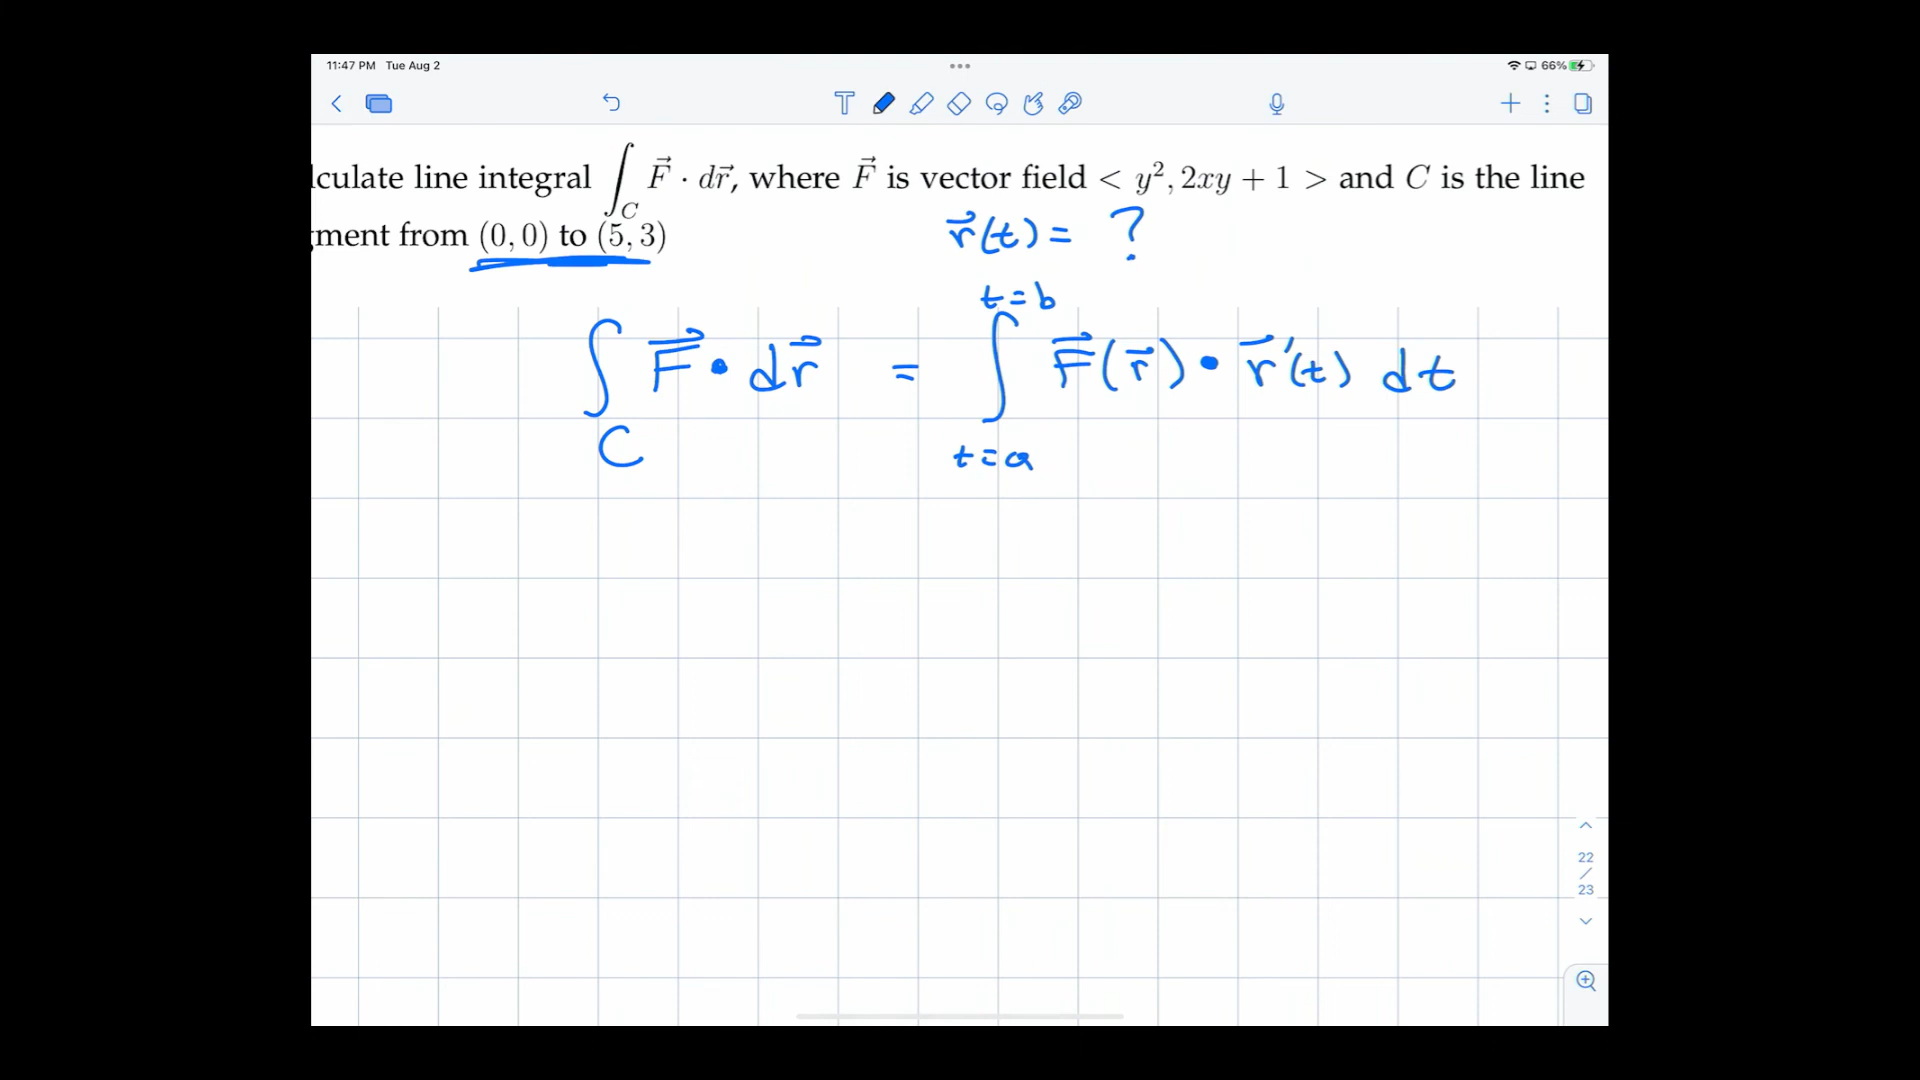 11:47 PM Tue Aug 2
66%
lculate line integral ∫_C F⃗ · dr⃗, where F⃗ is vector field < y², 2xy + 1 > and C is the line
gment from (0, 0) to (5, 3)
r⃗(t) = ?
∫_C F⃗ • dr⃗ = ∫_{t=a}^{t=b} F⃗(r⃗) • r⃗'(t) dt
22
/
23